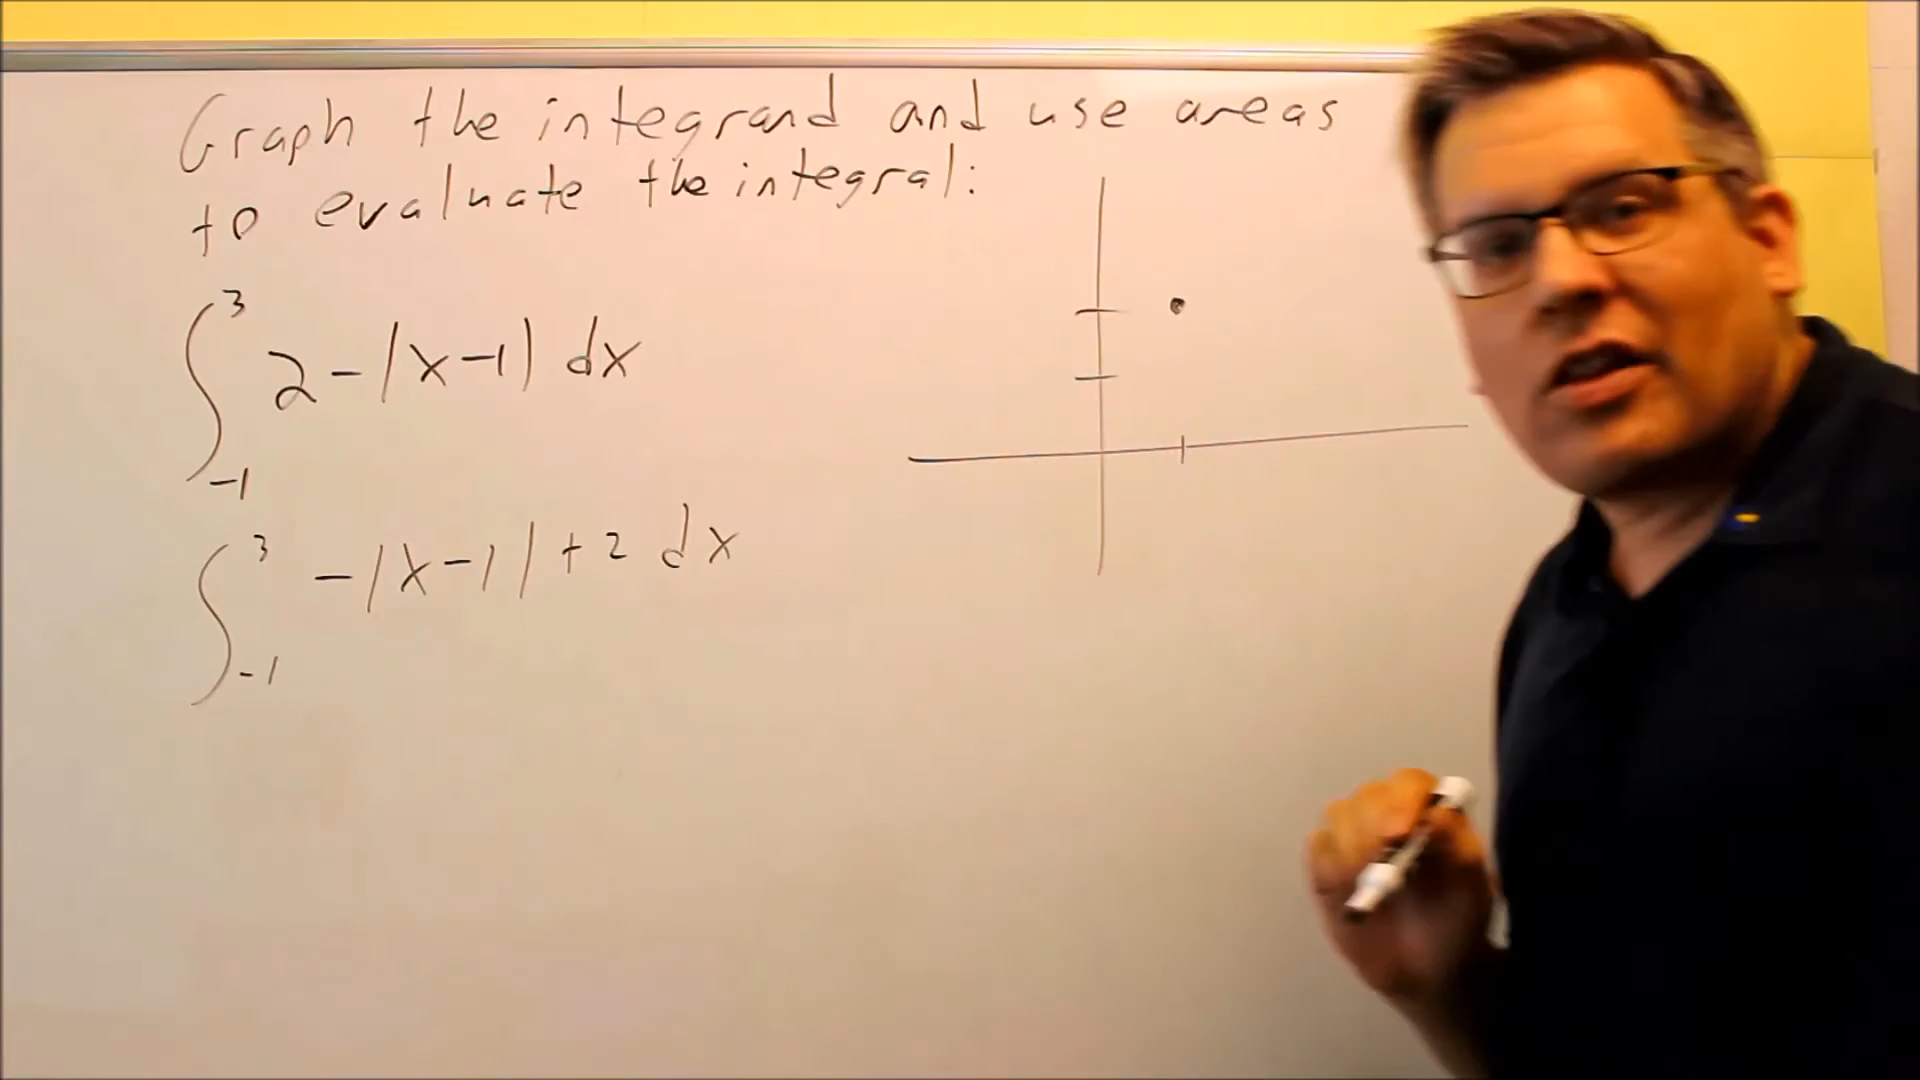 Graph the integrand and use areas
to evaluate the integral:
∫_{-1}^{3} 2-|x-1| dx
∫_{-1}^{3} -|x-1|+2 dx